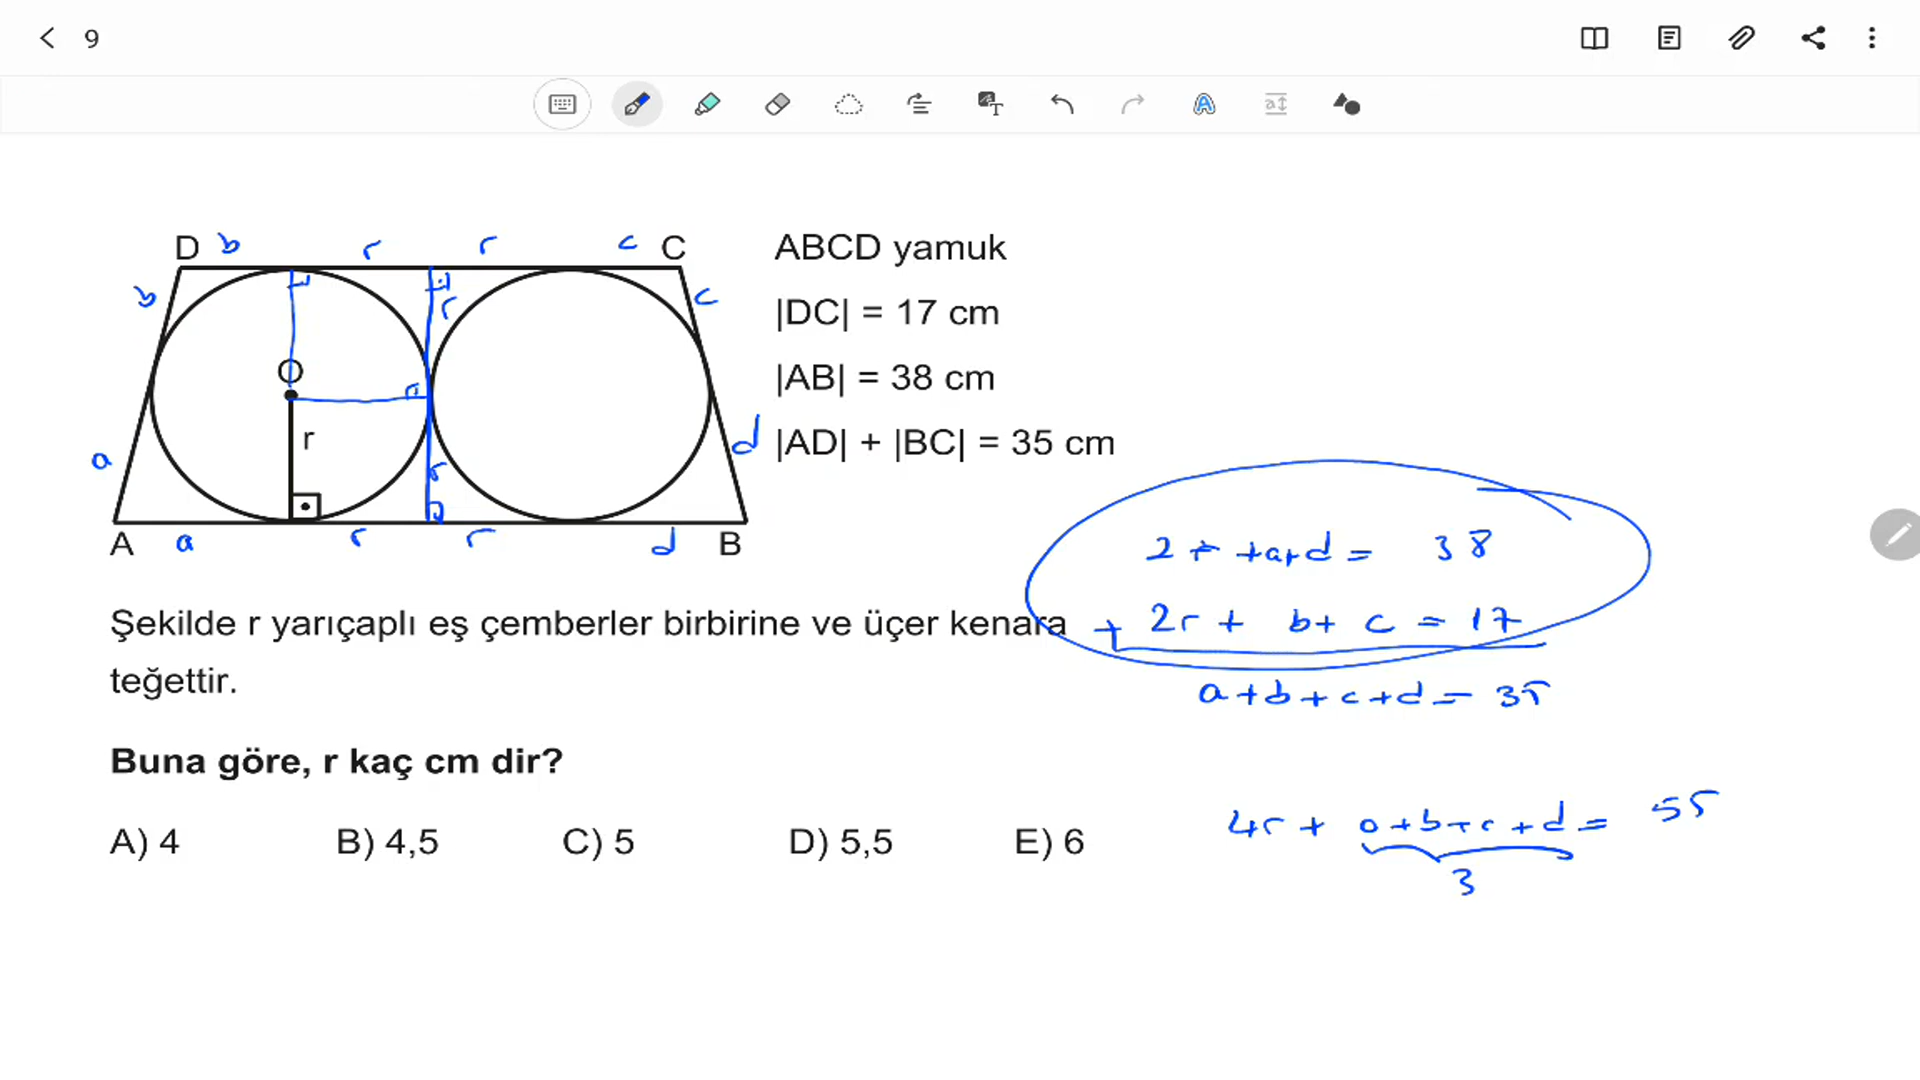 9
D b r r c C
b r c
O
r
a r d
A a r r d B
ABCD yamuk
|DC| = 17 cm
|AB| = 38 cm
|AD| + |BC| = 35 cm
2r +a+d = 38
+ 2r + b+ c = 17
a+b+c+d = 35
Şekilde r yarıçaplı eş çemberler birbirine ve üçer kenara
teğettir.
Buna göre, r kaç cm dir?
A) 4 B) 4,5 C) 5 D) 5,5 E) 6
4r + a+b+c+d = 55
3